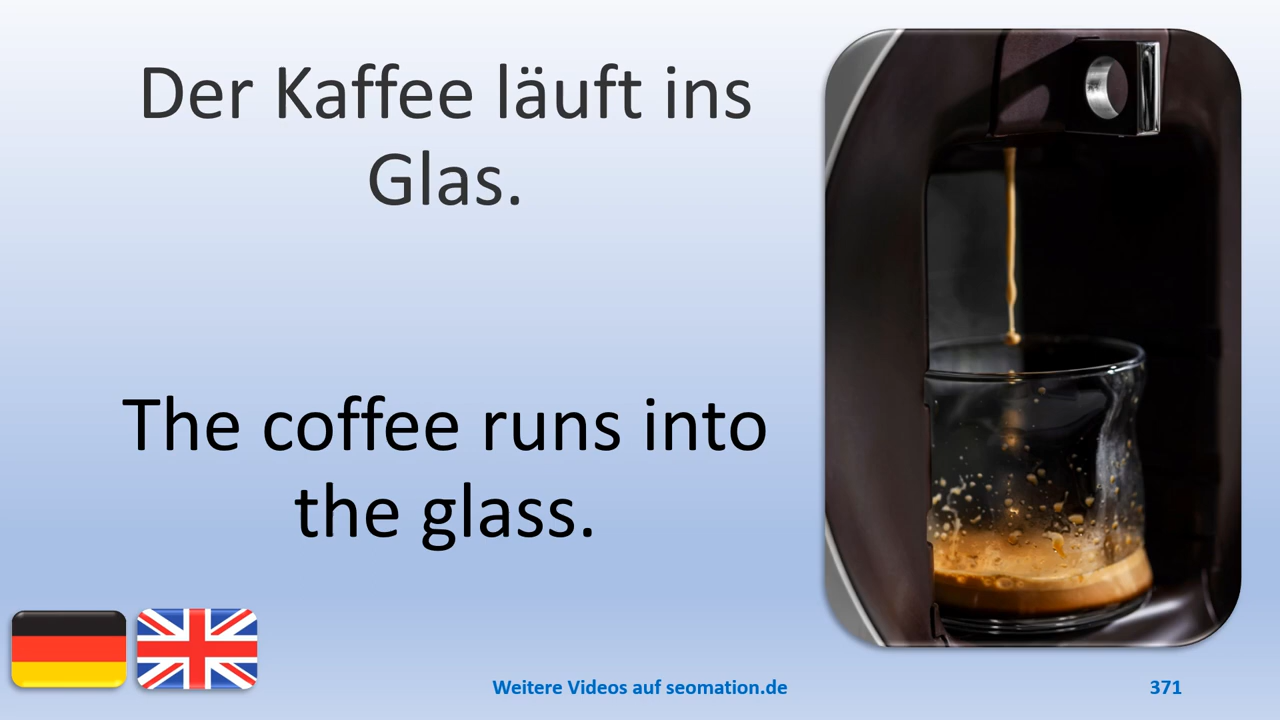 Der Kaffee läuft ins
Glas.
The coffee runs into
the glass.
Weitere Videos auf seomation.de
371